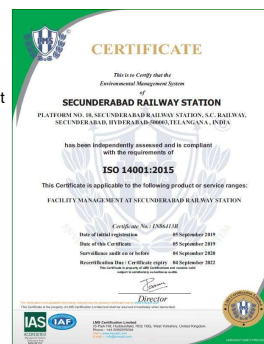 t
CERTIFICATE
This is to Certify that the
Environmental Management System
of
SECUNDERABAD RAILWAY STATION
PLATFORM NO. 10, SECUNDERABAD RAILWAY STATION, S.C. RAILWAY,
SECUNDERABAD, HYDERABAD-500003, TELANGANA , INDIA
has been independently assessed and is compliant
with the requirements of
ISO 14001:2015
This Certificate is applicable to the following product or service ranges:
FACILITY MANAGEMENT AT SECUNDERABAD RAILWAY STATION
Date of initial registration 05 September 2019
Date of this Certificate 05 September 2019
Surveillance audit on or before 04 September 2020
Recertification Due / Certificate expiry 04 September 2022
Director
IAS
IAF
LMS Certification Limited